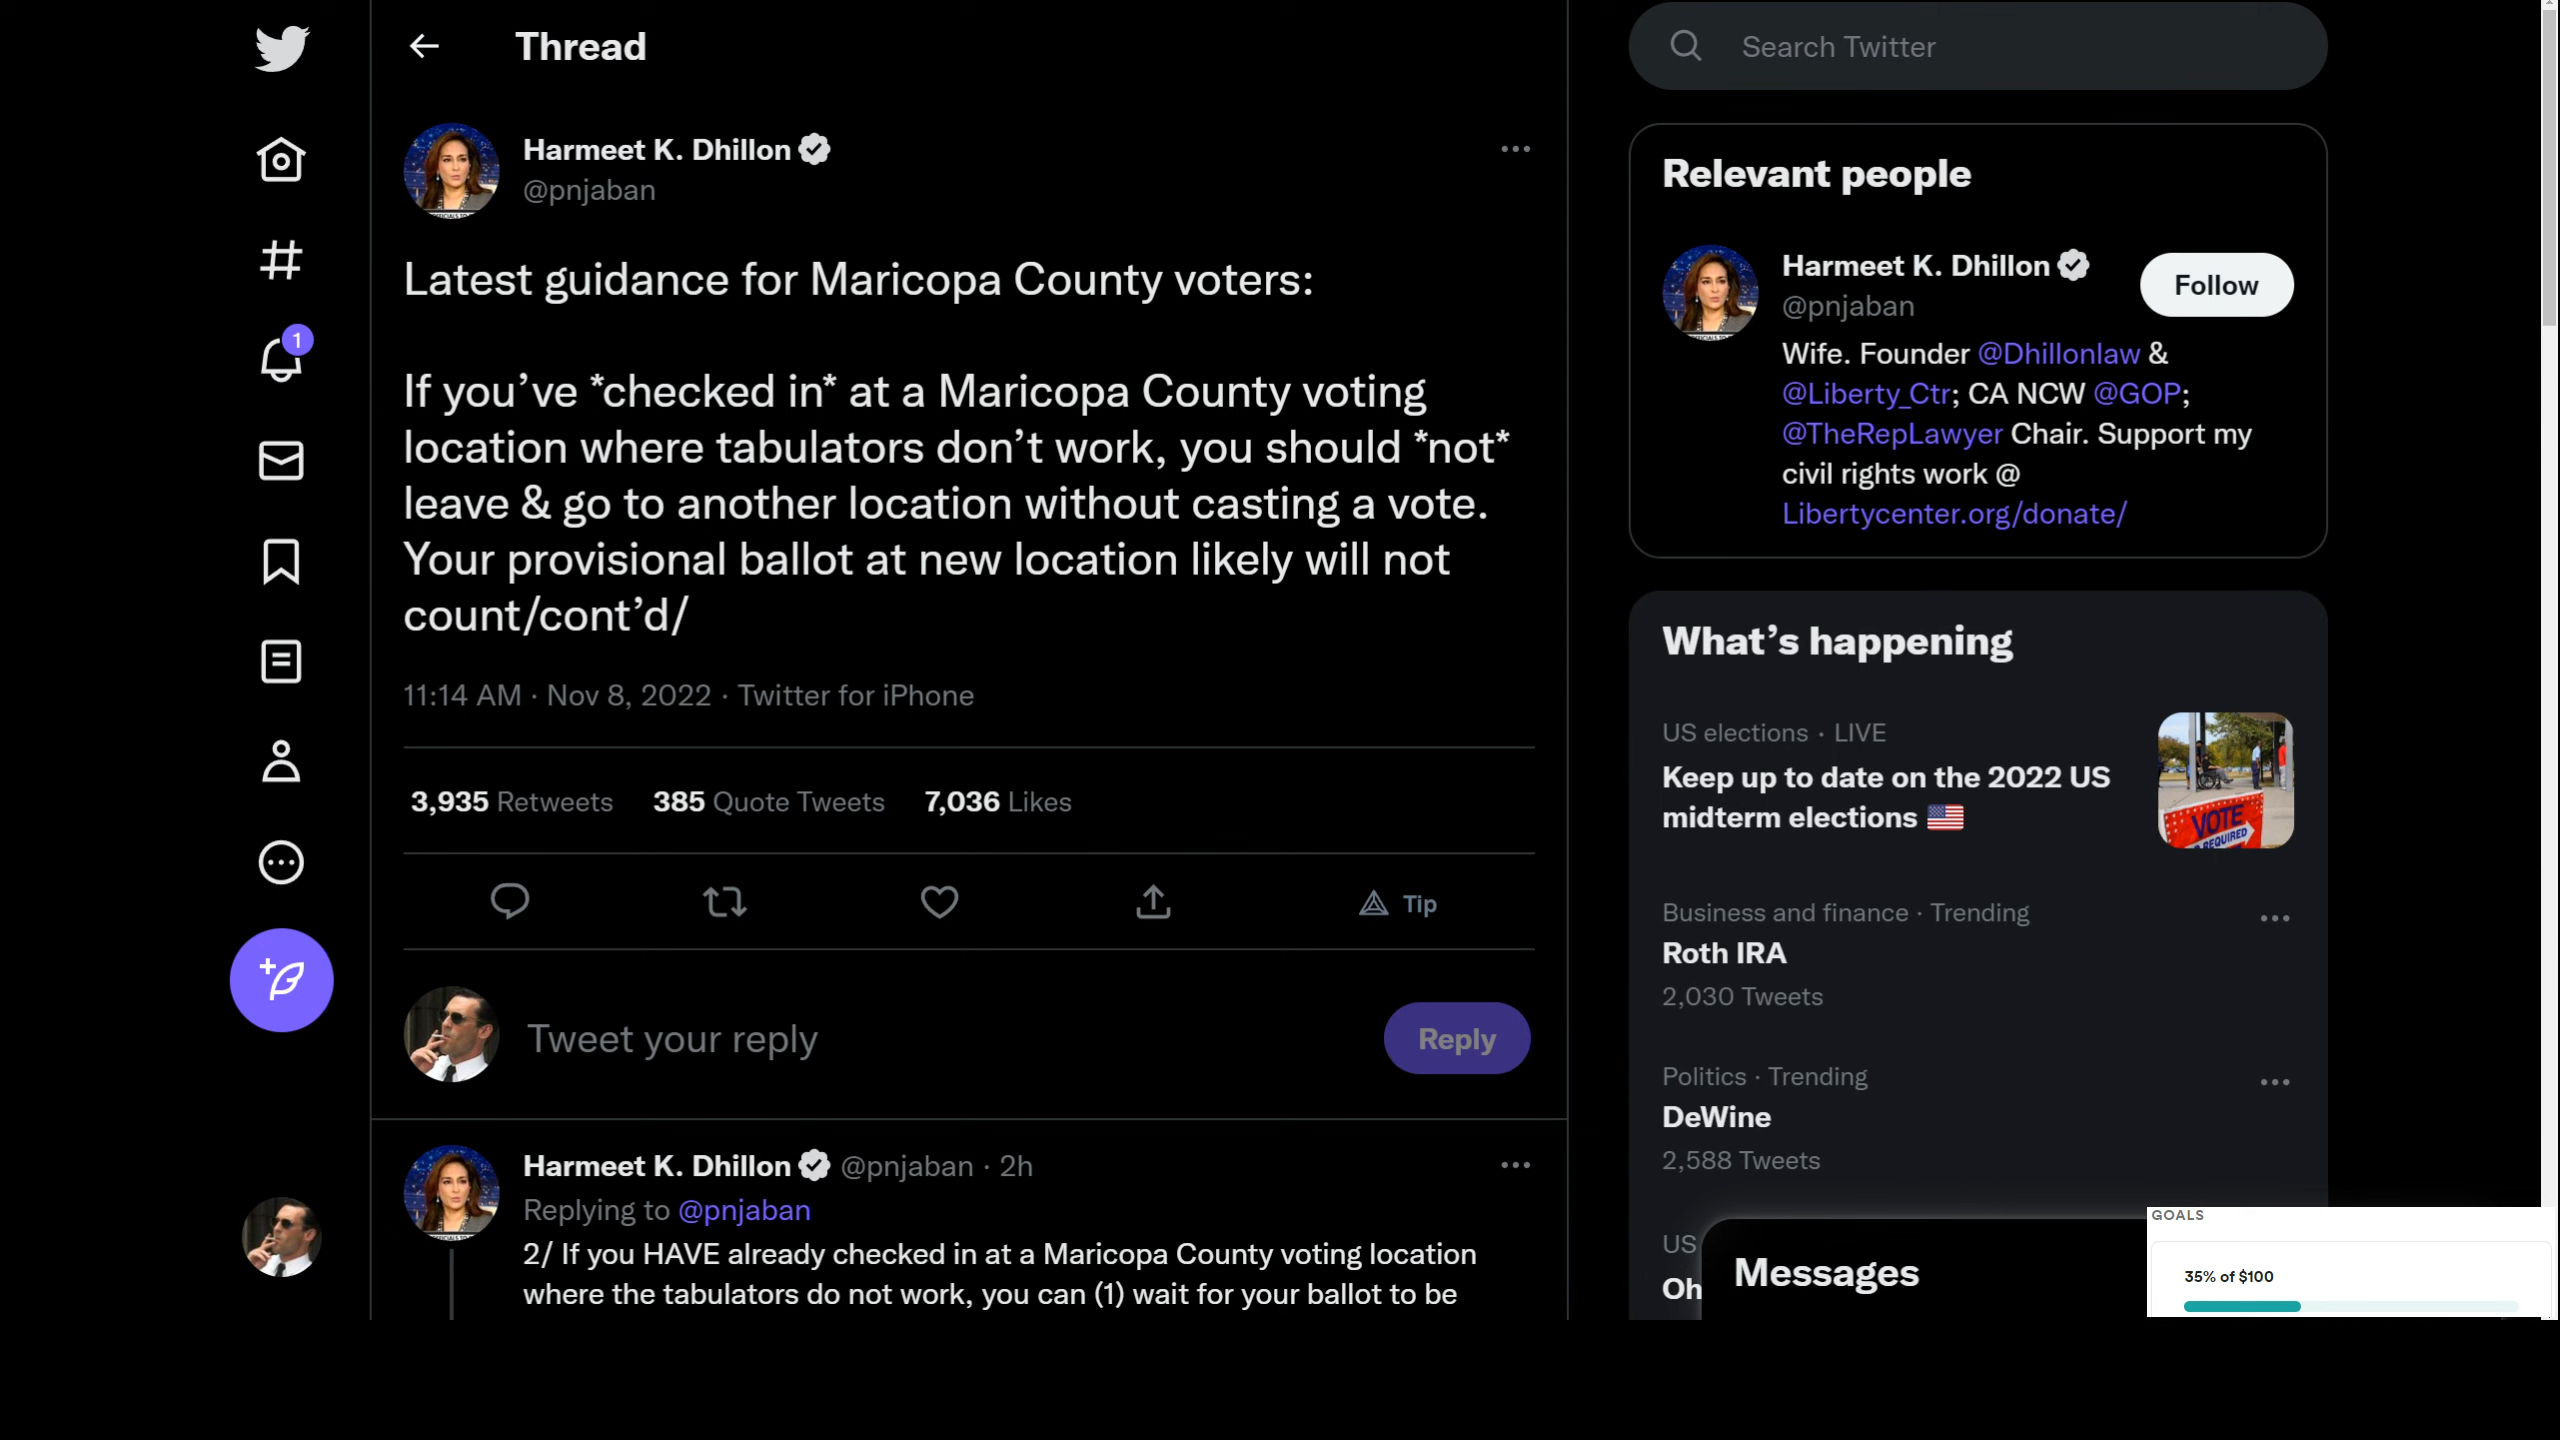 Thread
Harmeet K. Dhillon
@pnjaban
Latest guidance for Maricopa County voters:
If you’ve *checked in* at a Maricopa County voting
location where tabulators don’t work, you should *not*
leave & go to another location without casting a vote.
Your provisional ballot at new location likely will not
count/cont’d/
11:14 AM · Nov 8, 2022 · Twitter for iPhone
3,935 Retweets 385 Quote Tweets 7,036 Likes
Tip
Tweet your reply
Reply
Harmeet K. Dhillon @pnjaban · 2h
Replying to @pnjaban
2/ If you HAVE already checked in at a Maricopa County voting location
where the tabulators do not work, you can (1) wait for your ballot to be
1
Search Twitter
Relevant people
Harmeet K. Dhillon
@pnjaban
Follow
Wife. Founder @Dhillonlaw &
@Liberty_Ctr; CA NCW @GOP;
@TheRepLawyer Chair. Support my
civil rights work @
Libertycenter.org/donate/
What’s happening
US elections · LIVE
Keep up to date on the 2022 US
midterm elections 🇺🇸
VOTE
REQUIRED
Business and finance · Trending
Roth IRA
2,030 Tweets
Politics · Trending
DeWine
2,588 Tweets
US
Oh
Messages
GOALS
35% of $100